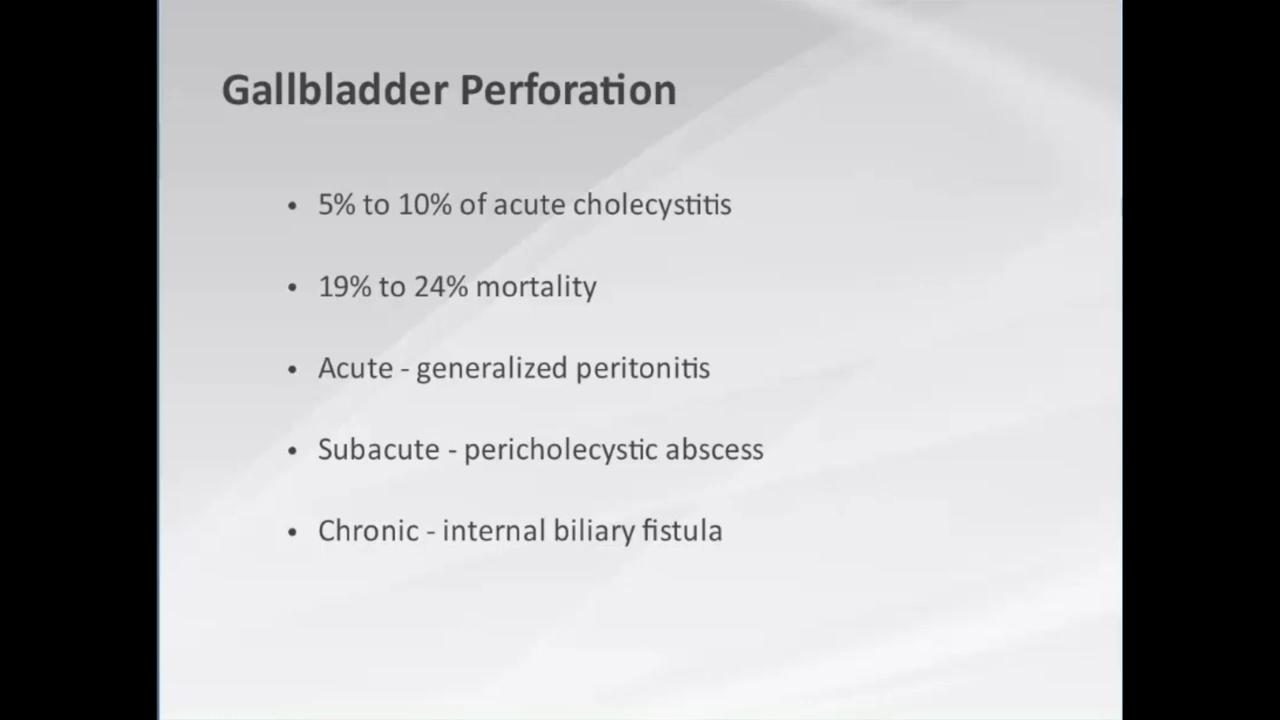 Gallbladder Perforation
• 5% to 10% of acute cholecystitis
• 19% to 24% mortality
• Acute - generalized peritonitis
• Subacute - pericholecystic abscess
• Chronic - internal biliary fistula